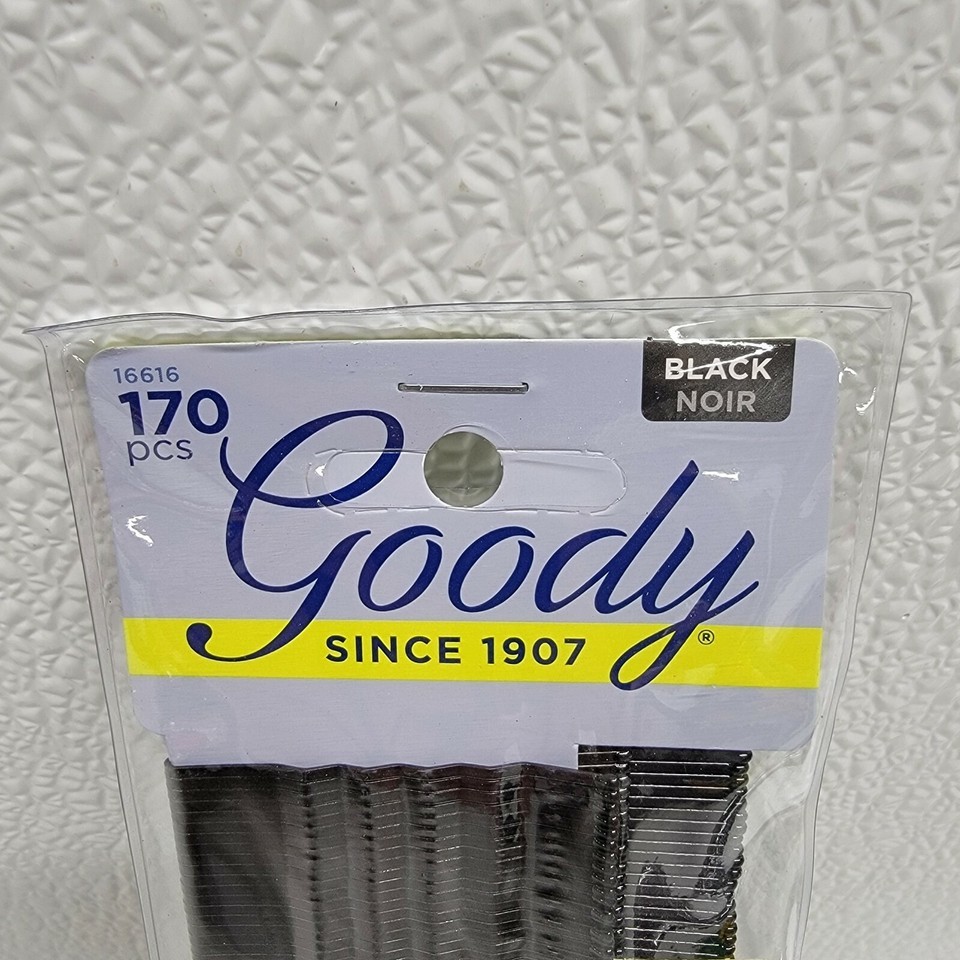 16616
170
pcs
BLACK
NOIR
Goody®
SINCE 1907